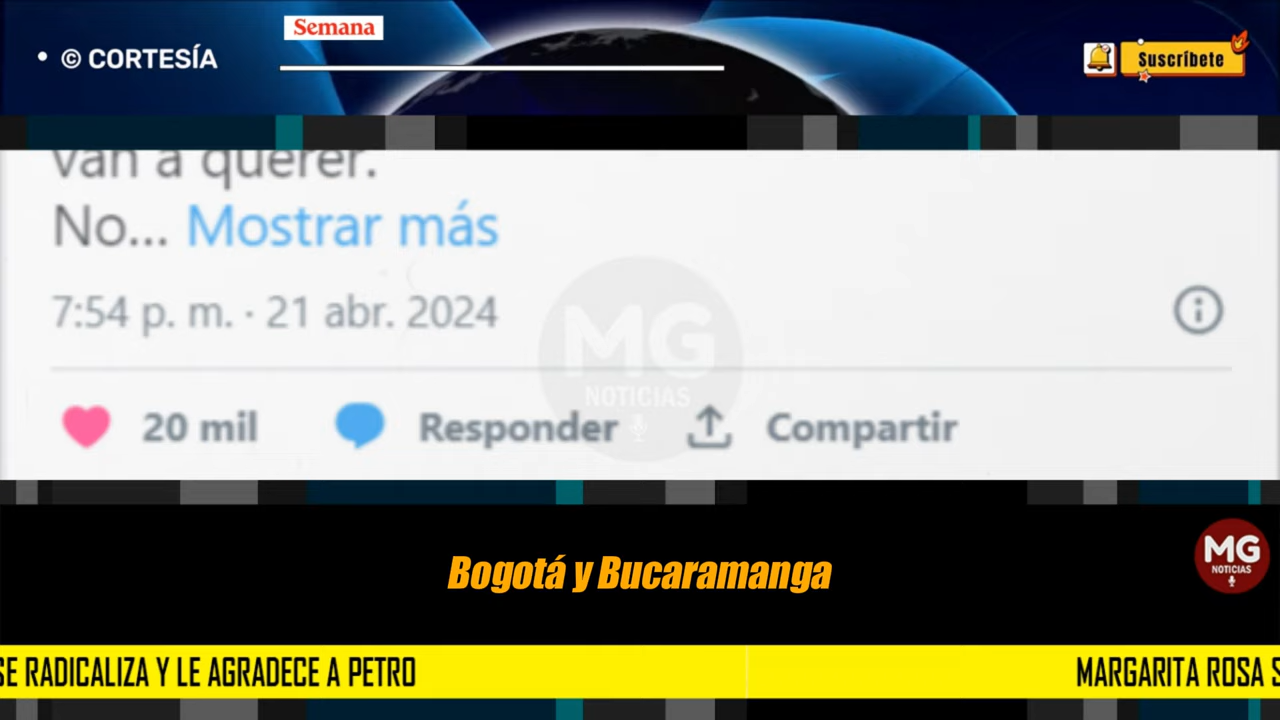 Semana
• © CORTESÍA
Suscríbete
van a querer.
No... Mostrar más
7:54 p. m. · 21 abr. 2024
MG
NOTICIAS
20 mil
Responder
Compartir
Bogotá y Bucaramanga
MG
NOTICIAS
SE RADICALIZA Y LE AGRADECE A PETRO
MARGARITA ROSA S